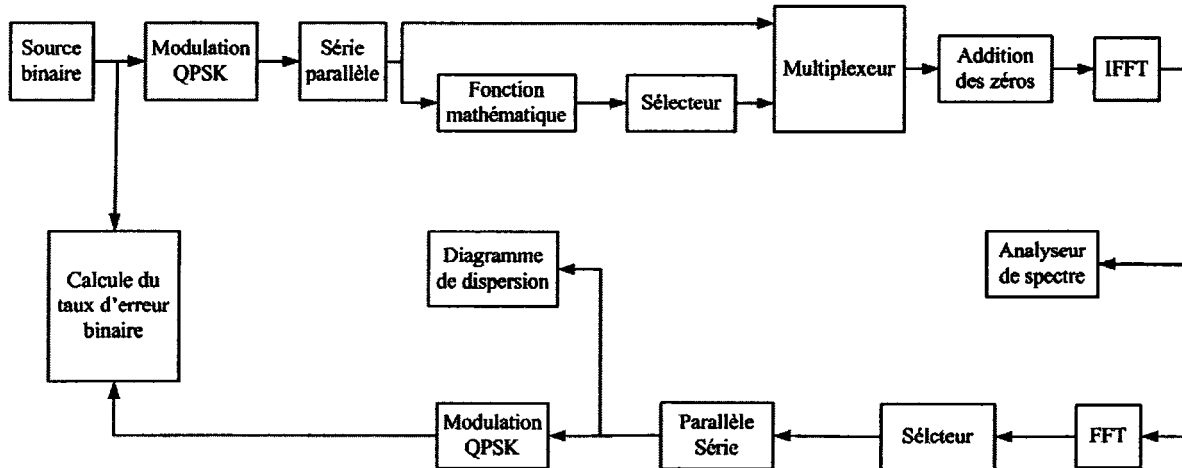 Source
binaire
Modulation
QPSK
Série
parallèle
Fonction
mathématique
Sélecteur
Multiplexeur
Addition
des zéros
IFFT
Calcule du
taux d'erreur
binaire
Diagramme
de dispersion
Analyseur
de spectre
Modulation
QPSK
Parallèle
Série
Sélcteur
FFT